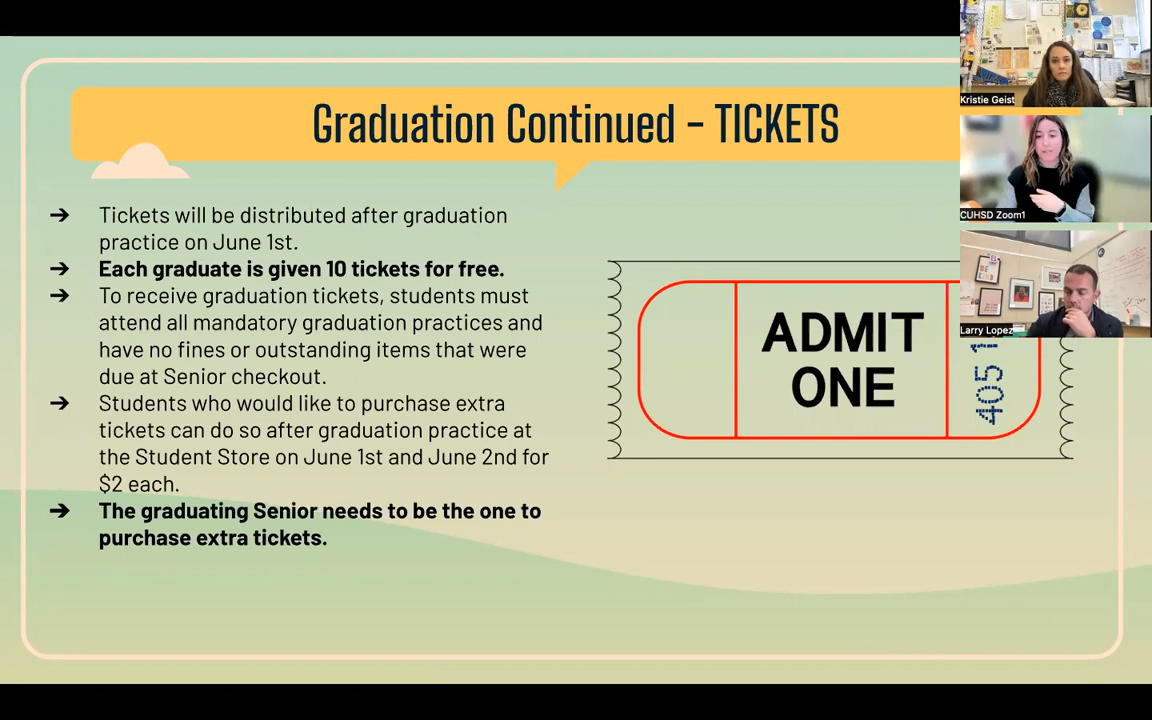 Graduation Continued - TICKETS
➔ Tickets will be distributed after graduation
practice on June 1st.
➔ Each graduate is given 10 tickets for free.
➔ To receive graduation tickets, students must
attend all mandatory graduation practices and
have no fines or outstanding items that were
due at Senior checkout.
➔ Students who would like to purchase extra
tickets can do so after graduation practice at
the Student Store on June 1st and June 2nd for
$2 each.
➔ The graduating Senior needs to be the one to
purchase extra tickets.
ADMIT
ONE
Kristie Geist
CUHSD Zoom1
BE
KIND
Larry Lopez